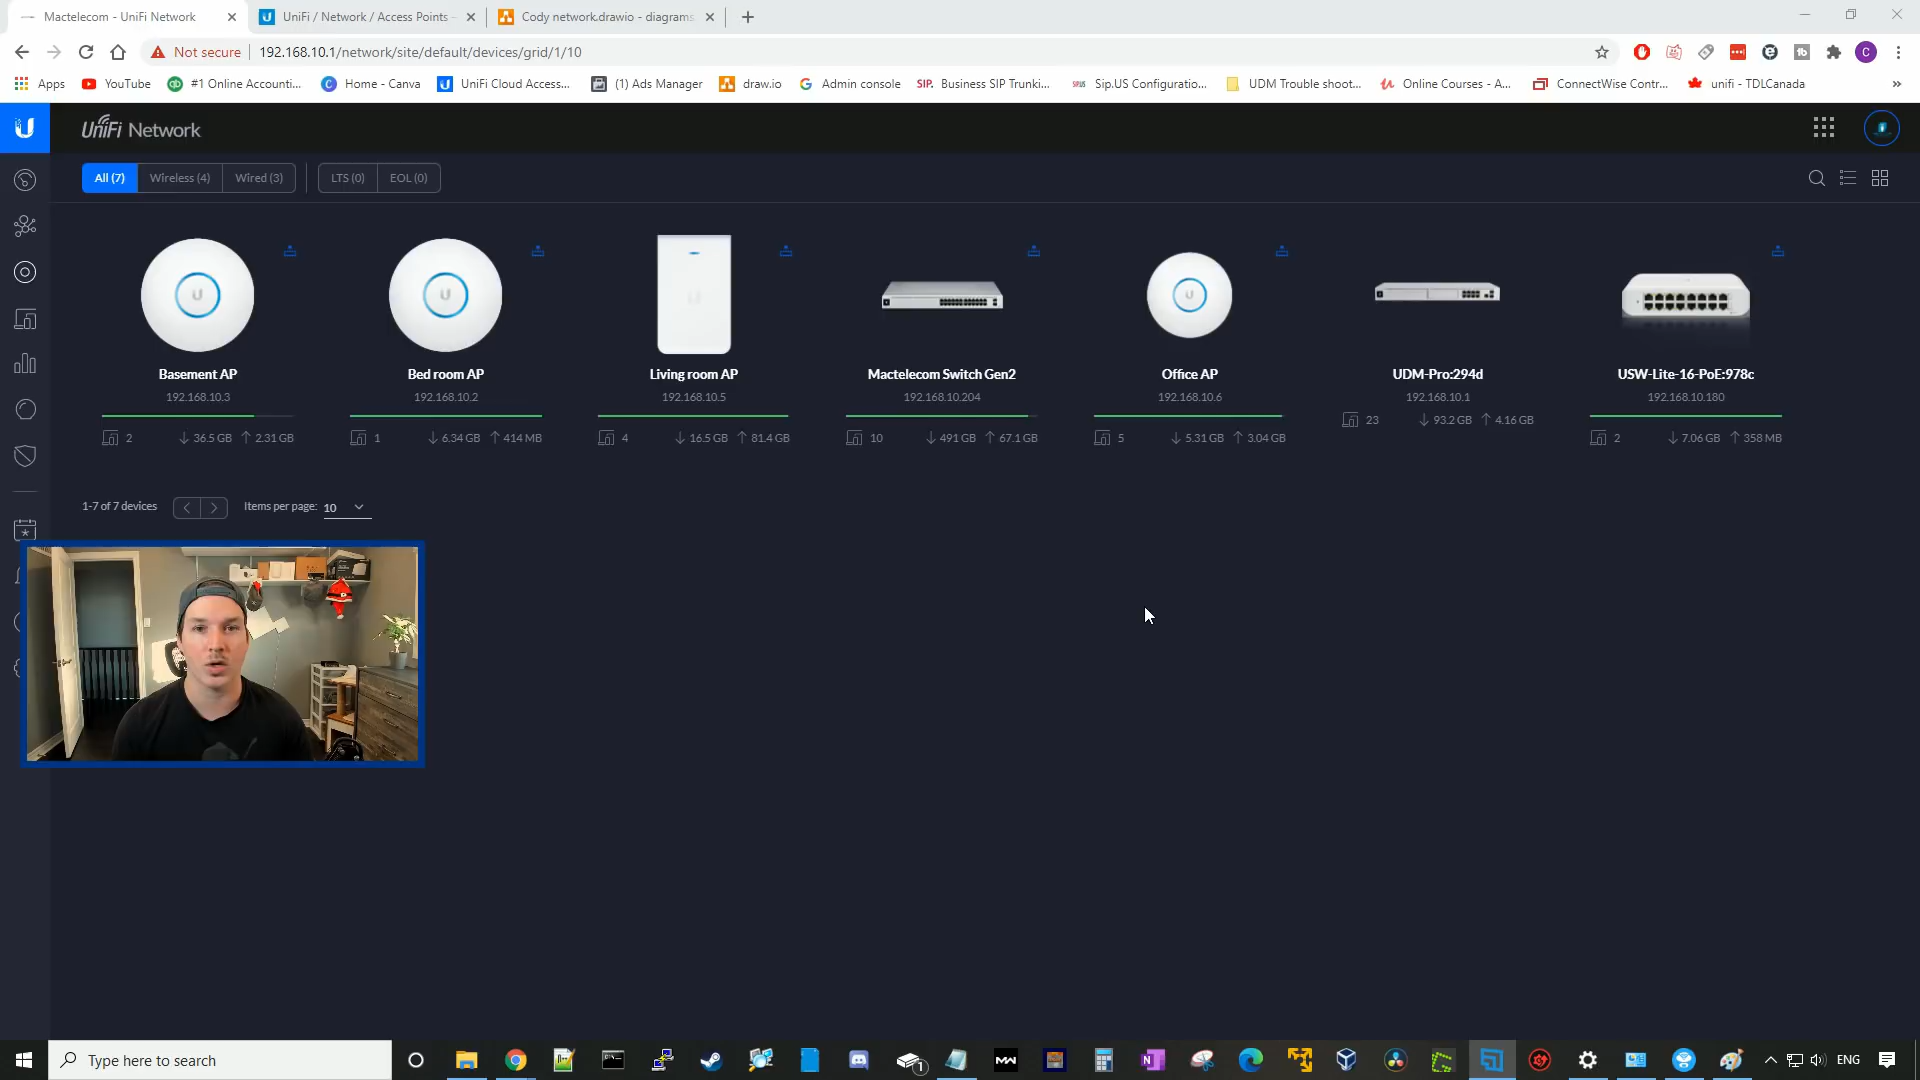 Mactelecom - UniFi Network
UniFi / Network / Access Points -
Cody network.drawio - diagrams
Not secure
192.168.10.1/network/site/default/devices/grid/1/10
C
Apps
YouTube
#1 Online Accounti...
Home - Canva
UniFi Cloud Access...
(1) Ads Manager
draw.io
Admin console
SIP. Business SIP Trunki...
Sip.US Configuratio...
UDM Trouble shoot...
Online Courses - A...
ConnectWise Contr...
unifi - TDLCanada
»
UniFi Network
All (7)
Wireless (4)
Wired (3)
LTS (0)
EOL (0)
Basement AP
192.168.10.3
2 36.5 GB 2.31 GB
Bed room AP
192.168.10.2
1 6.34 GB 414 MB
Living room AP
192.168.10.5
4 16.5 GB 81.4 GB
Mactelecom Switch Gen2
192.168.10.204
10 491 GB 67.1 GB
Office AP
192.168.10.6
5 5.31 GB 3.04 GB
UDM-Pro:294d
192.168.10.1
23 93.2 GB 4.16 GB
USW-Lite-16-PoE:978c
192.168.10.180
2 7.06 GB 358 MB
1-7 of 7 devices
Items per page: 10
Type here to search
1
MW
N
ENG